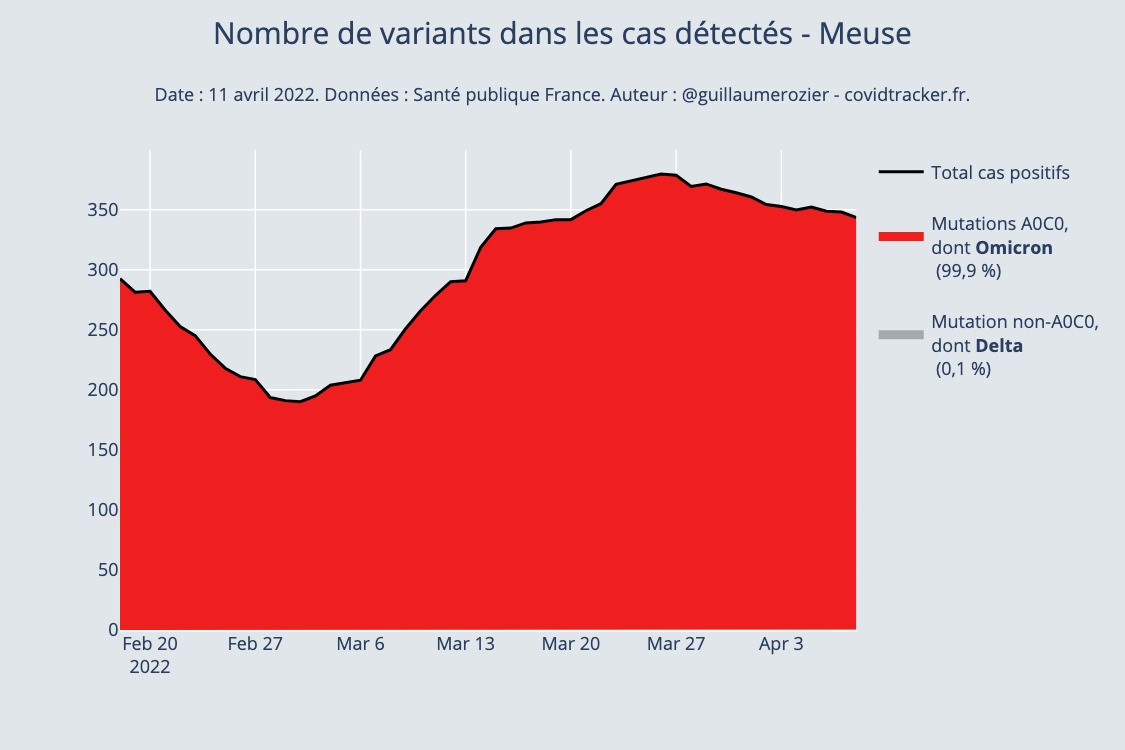 Nombre de variants dans les cas détectés - Meuse
Date : 11 avril 2022. Données : Santé publique France. Auteur : @guillaumerozier - covidtracker.fr.
350
300
250
200
150
100
50
0
Feb 20
2022
Feb 27
Mar 6
Mar 13
Mar 20
Mar 27
Apr 3
Total cas positifs
Mutations A0C0,
dont Omicron
(99,9 %)
Mutation non-A0C0,
dont Delta
(0,1 %)